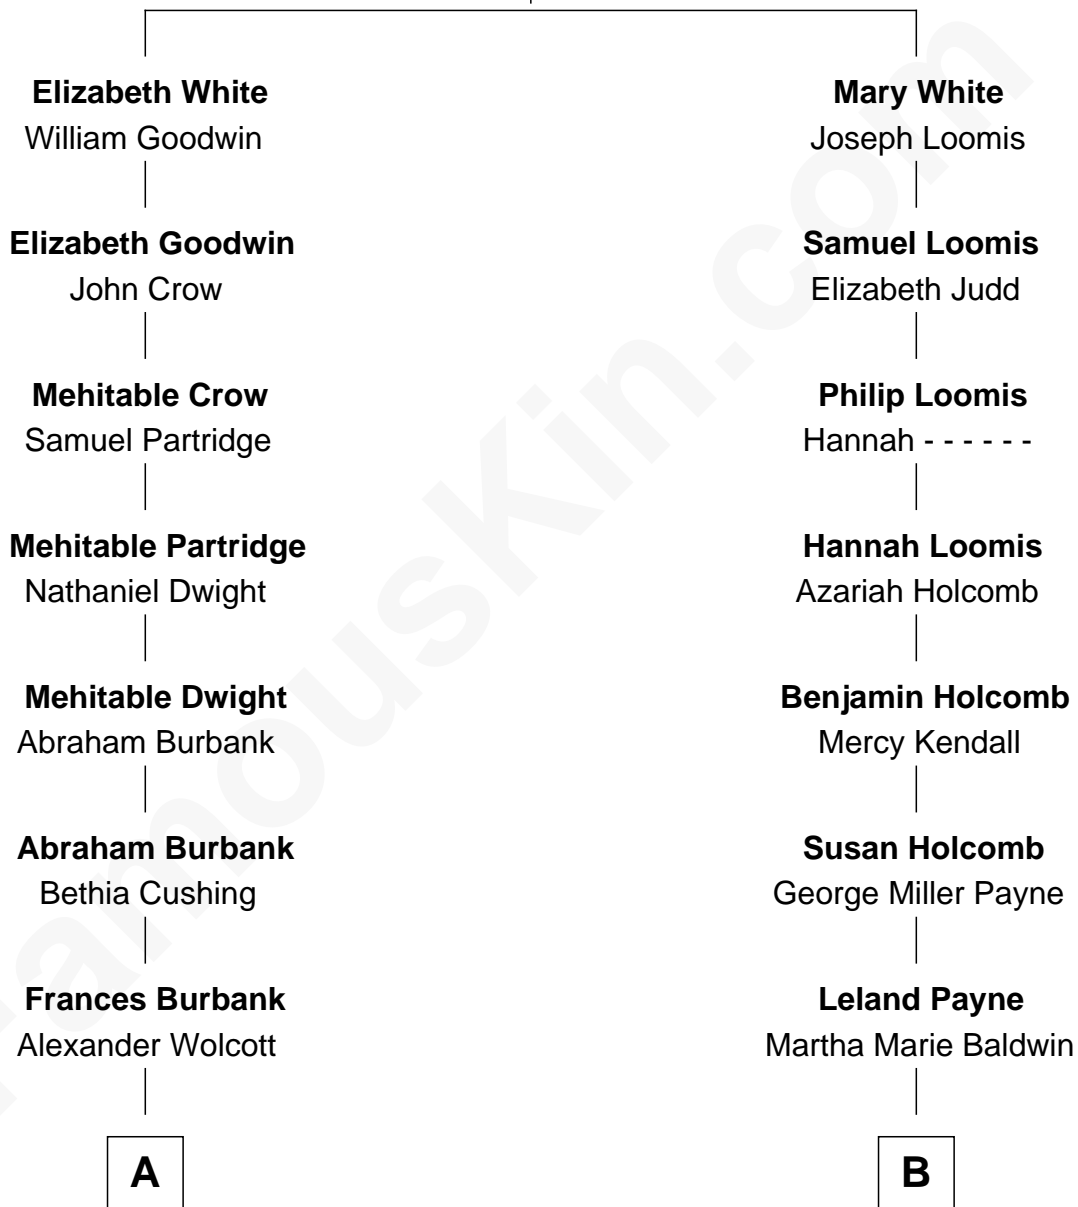 Elizabeth White
William Goodwin
Elizabeth Goodwin
John Crow
Mehitable Crow
Samuel Partridge
Mehitable Partridge
Nathaniel Dwight
Mehitable Dwight
Abraham Burbank
Abraham Burbank
Bethia Cushing
Frances Burbank
Alexander Wolcott
A
Mary White
Joseph Loomis
Samuel Loomis
Elizabeth Judd
Philip Loomis
Hannah - - - - - -
Hannah Loomis
Azariah Holcomb
Benjamin Holcomb
Mercy Kendall
Susan Holcomb
George Miller Payne
Leland Payne
Martha Marie Baldwin
B
FamousKin.com